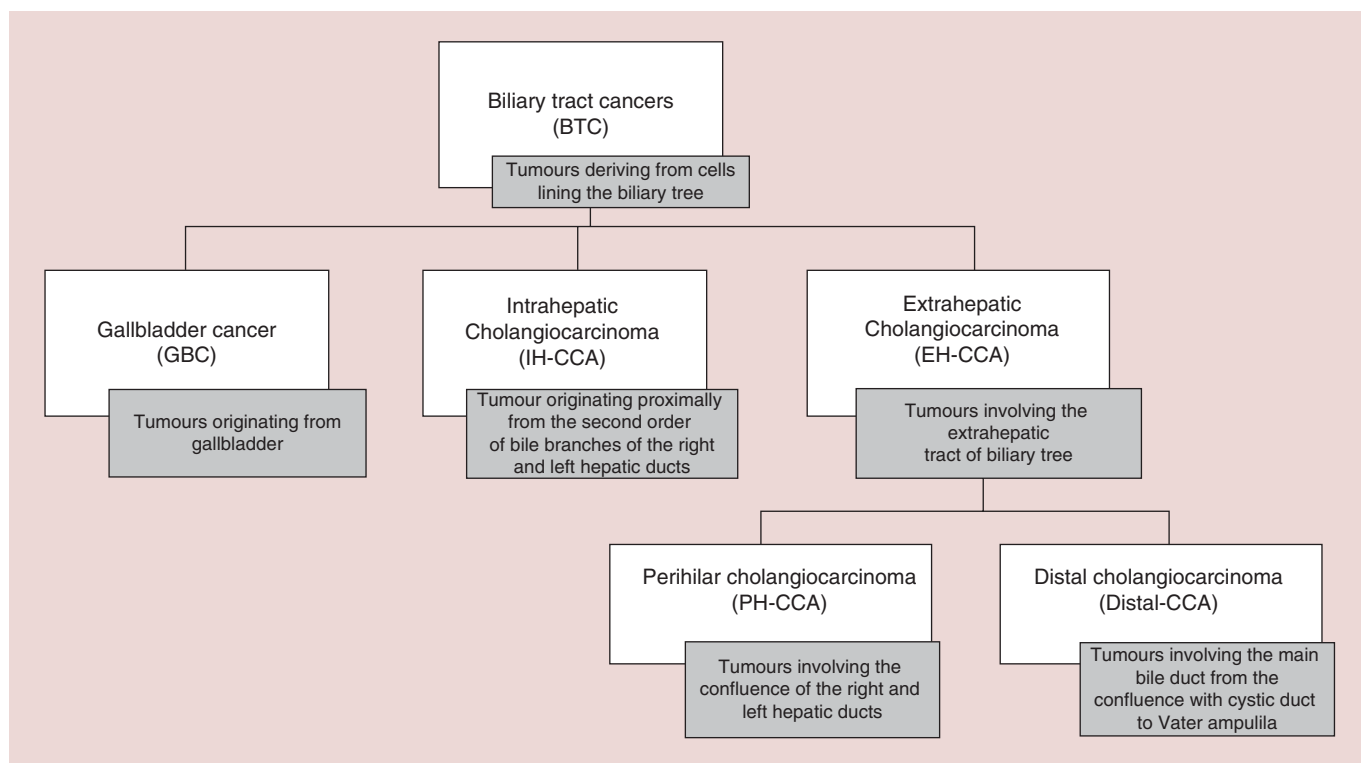 Biliary tract cancers
(BTC)
Tumours deriving from cells
lining the biliary tree
Gallbladder cancer
(GBC)
Tumours originating from
gallbladder
Intrahepatic
Cholangiocarcinoma
(IH-CCA)
Tumour originating proximally
from the second order
of bile branches of the right
and left hepatic ducts
Extrahepatic
Cholangiocarcinoma
(EH-CCA)
Tumours involving the
extrahepatic
tract of biliary tree
Perihilar cholangiocarcinoma
(PH-CCA)
Tumours involving the
confluence of the right and
left hepatic ducts
Distal cholangiocarcinoma
(Distal-CCA)
Tumours involving the main
bile duct from the
confluence with cystic duct
to Vater ampulila